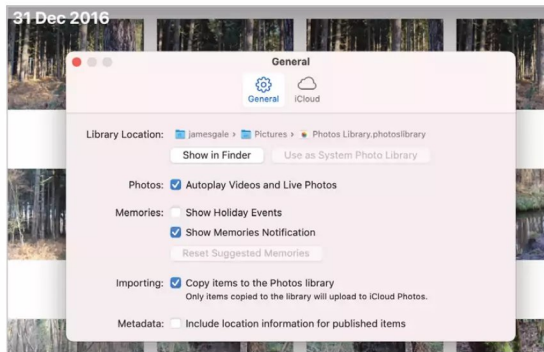 31 Dec 2016
General
General iCloud
Library Location: jamesgale › Pictures › Photos Library.photoslibrary
Show in Finder Use as System Photo Library
Photos: Autoplay Videos and Live Photos
Memories: Show Holiday Events
Show Memories Notification
Reset Suggested Memories
Importing: Copy items to the Photos library
Only items copied to the library will upload to iCloud Photos.
Metadata: Include location information for published items